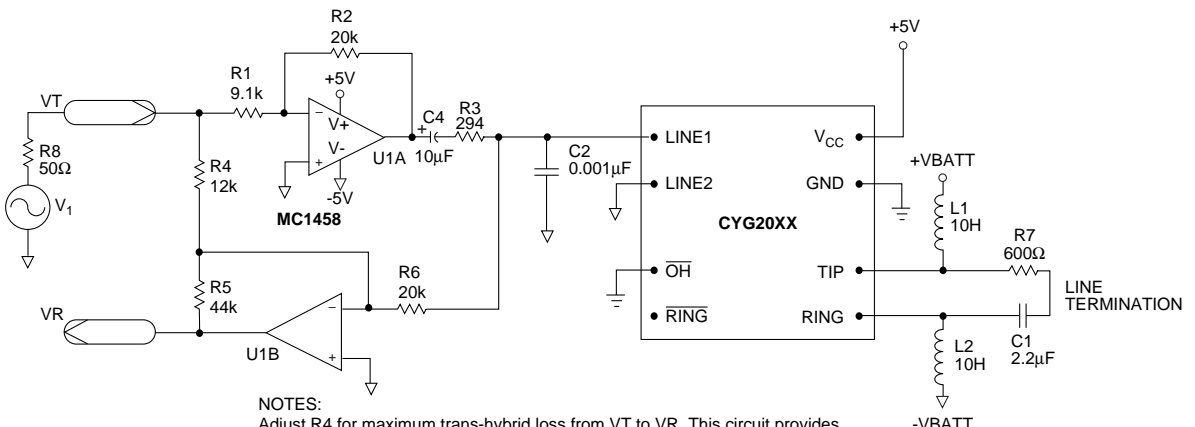 R2
20k
+5V
R1
9.1k
VT
+5V
−
V+
C4
R3
294
+
10µF
LINE1
VCC
R8
50Ω
R4
12k
V-
+
U1A
-5V
C2
0.001µF
+VBATT
LINE2
GND
V1
MC1458
CYG20XX
L1
10H
R7
600Ω
R6
20k
OH
TIP
R5
44k
LINE
TERMINATION
VR
−
RING
RING
U1B
+
L2
10H
C1
2.2µF
NOTES:
Adjust R4 for maximum trans-hybrid loss from VT to VR. This circuit provides
-VBATT